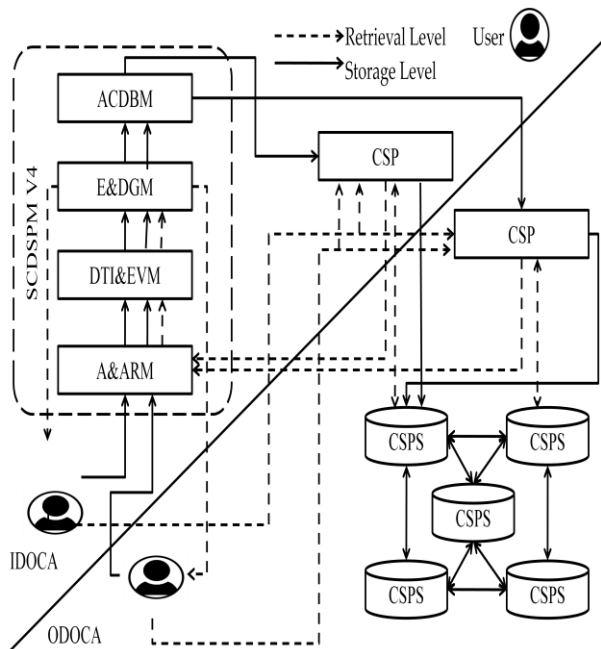 Retrieval Level
User
Storage Level
SCDSPM V4
ACDBM
CSP
E&DGM
CSP
DTI&EVM
A&ARM
CSPS
CSPS
CSPS
IDOCA
CSPS
CSPS
ODOCA